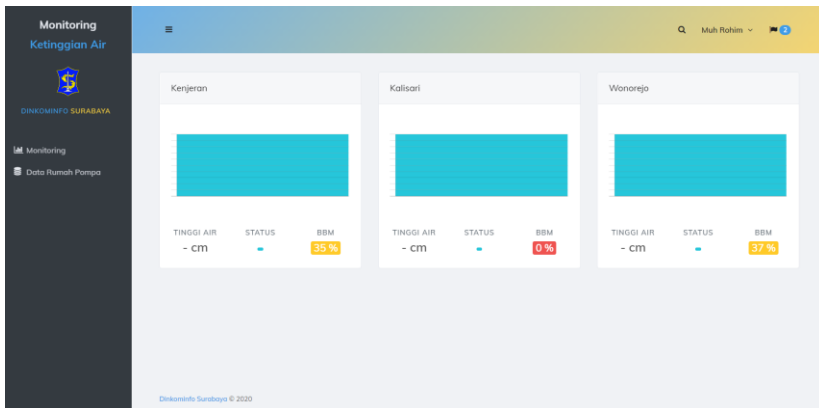 Monitoring
Ketinggian Air
DINKOMINFO SURABAYA
Monitoring
Data Rumah Pompa
Muh Rohim
2
Kenjeran
TINGGI AIR STATUS BBM
- cm - 35 %
Kalisari
TINGGI AIR STATUS BBM
- cm - 0 %
Wonorejo
TINGGI AIR STATUS BBM
- cm - 37 %
Dinkominfo Surabaya © 2020